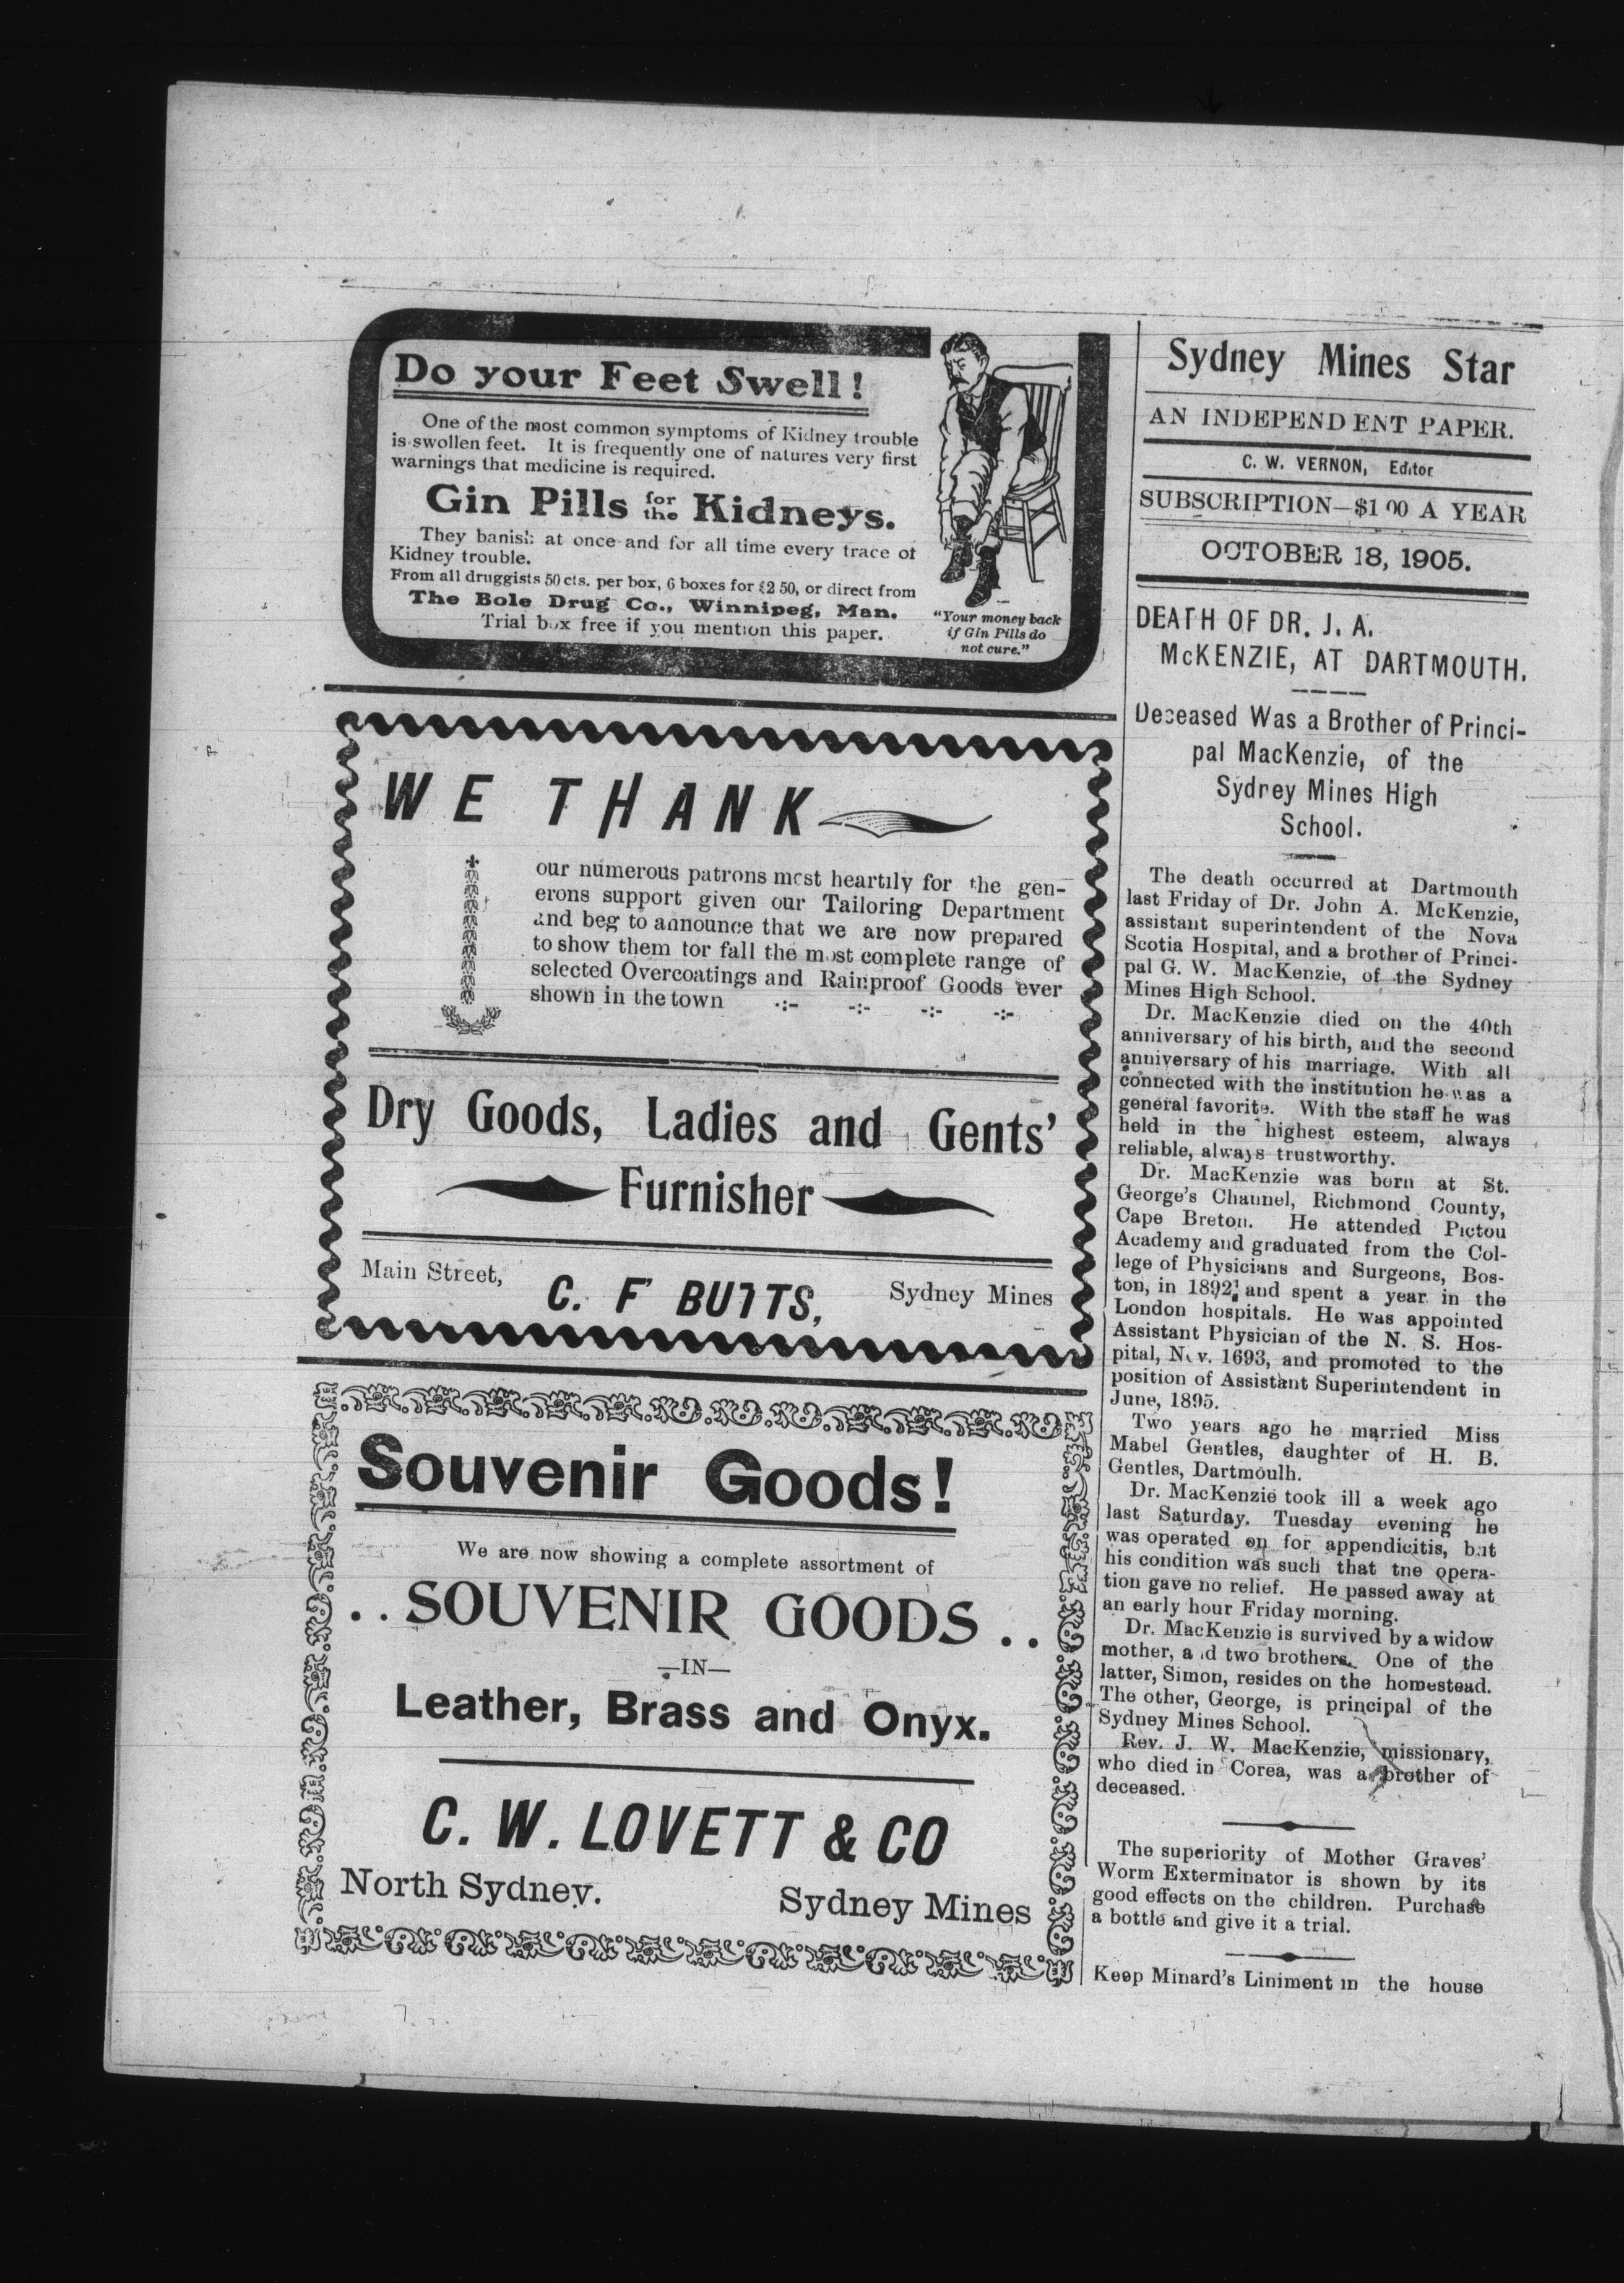 Do your Feet Swell!
One of the most common symptoms of Kidney trouble
is swollen feet. It is frequently one of natures very first
warnings that medicine is required.
Gin Pills for the Kidneys.
They banish at once and for all time every trace of
Kidney trouble.
From all druggists 50 cts. per box, 6 boxes for $2 50, or direct from
The Bole Drug Co., Winnipeg, Man.
Trial box free if you mention this paper.
"Your money back
if Gin Pills do
not cure."
WE THANK
our numerous patrons most heartily for the gen-
erons support given our Tailoring Department
and beg to announce that we are now prepared
to show them tor fall the most complete range of
selected Overcoatings and Rainproof Goods ever
shown in the town -:- -:- -:- -:-
Dry Goods, Ladies and Gents'
Furnisher
Main Street, C. F BUTTS, Sydney Mines
Souvenir Goods!
We are now showing a complete assortment of
..SOUVENIR GOODS..
—IN—
Leather, Brass and Onyx.
C. W. LOVETT & CO
North Sydney. Sydney Mines
Sydney Mines Star
AN INDEPENDENT PAPER.
C. W. VERNON, Editor
SUBSCRIPTION—$1 00 A YEAR
OCTOBER 18, 1905.
DEATH OF DR. J. A.
McKENZIE, AT DARTMOUTH.
Deceased Was a Brother of Princi-
pal MacKenzie, of the
Sydney Mines High
School.
The death occurred at Dartmouth
last Friday of Dr. John A. McKenzie,
assistant superintendent of the Nova
Scotia Hospital, and a brother of Princi-
pal G. W. MacKenzie, of the Sydney
Mines High School.
Dr. MacKenzie died on the 40th
anniversary of his birth, and the second
anniversary of his marriage. With all
connected with the institution he was a
general favorite. With the staff he was
held in the highest esteem, always
reliable, always trustworthy.
Dr. MacKenzie was born at St.
George's Channel, Richmond County,
Cape Breton. He attended Pictou
Academy and graduated from the Col-
lege of Physicians and Surgeons, Bos-
ton, in 1892, and spent a year in the
London hospitals. He was appointed
Assistant Physician of the N. S. Hos-
pital, Nov. 1693, and promoted to the
position of Assistant Superintendent in
June, 1895.
Two years ago he married Miss
Mabel Gentles, daughter of H. B.
Gentles, Dartmoulh.
Dr. MacKenzie took ill a week ago
last Saturday. Tuesday evening he
was operated on for appendicitis, but
his condition was such that tne opera-
tion gave no relief. He passed away at
an early hour Friday morning.
Dr. MacKenzie is survived by a widow
mother, and two brothers. One of the
latter, Simon, resides on the homestead.
The other, George, is principal of the
Sydney Mines School.
Rev. J. W. MacKenzie, missionary,
who died in Corea, was a brother of
deceased.
The superiority of Mother Graves'
Worm Exterminator is shown by its
good effects on the children. Purchase
a bottle and give it a trial.
Keep Minard's Liniment in the house